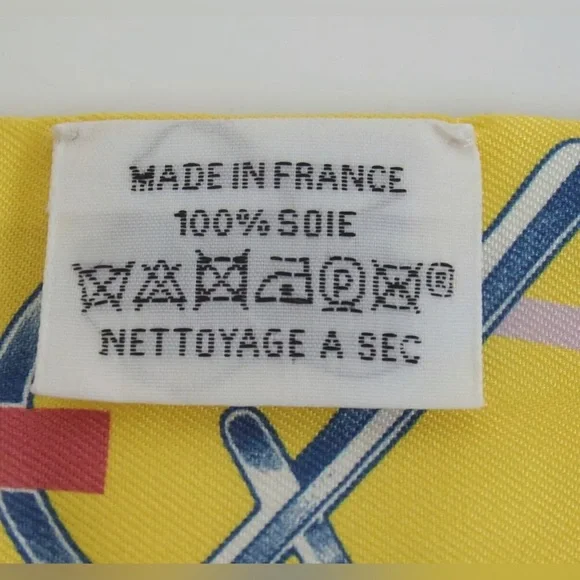 MADE IN FRANCE
100% SOIE
P ®
NETTOYAGE A SEC